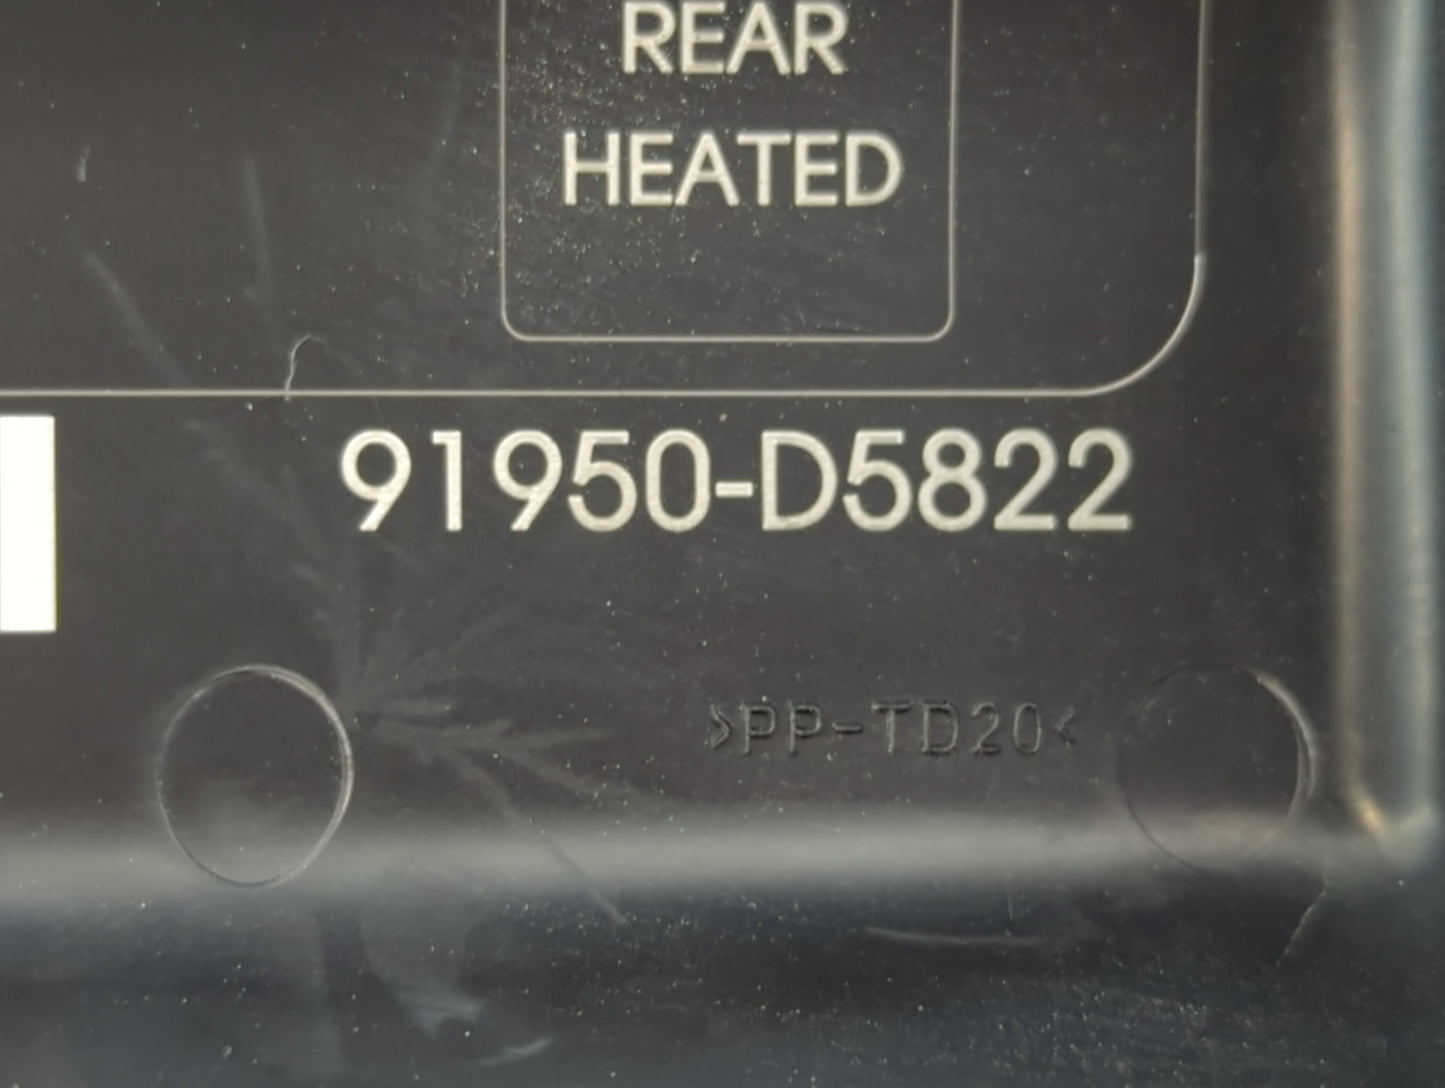 REAR
HEATED
91950-D5822
>PP-TD20<